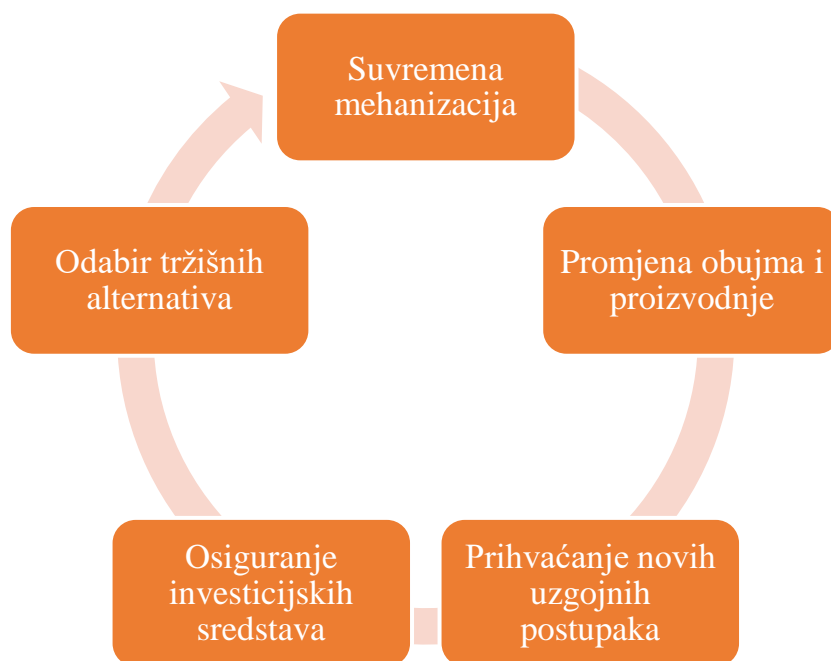 Suvremena
mehanizacija
Promjena obujma i
proizvodnje
Prihvaćanje novih
uzgojnih
postupaka
Osiguranje
investicijskih
sredstava
Odabir tržišnih
alternativa